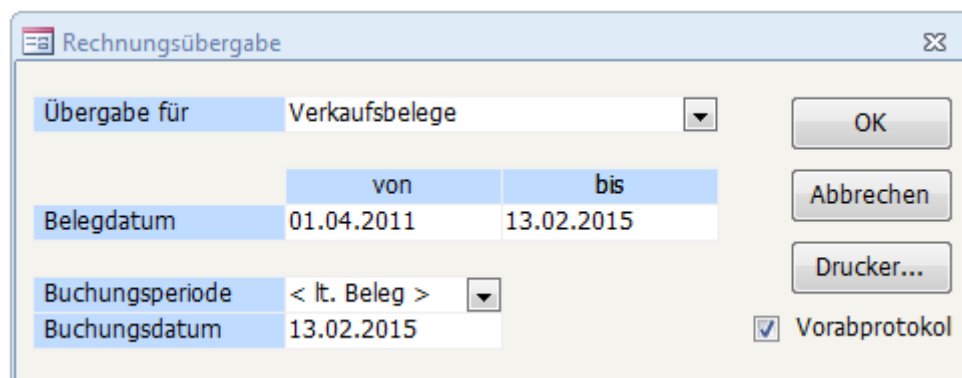 Rechnungsübergabe
Übergabe für Verkaufsbelege OK
von bis Abbrechen
Belegdatum 01.04.2011 13.02.2015
Drucker...
Buchungsperiode < lt. Beleg >
Buchungsdatum 13.02.2015 Vorabprotokol